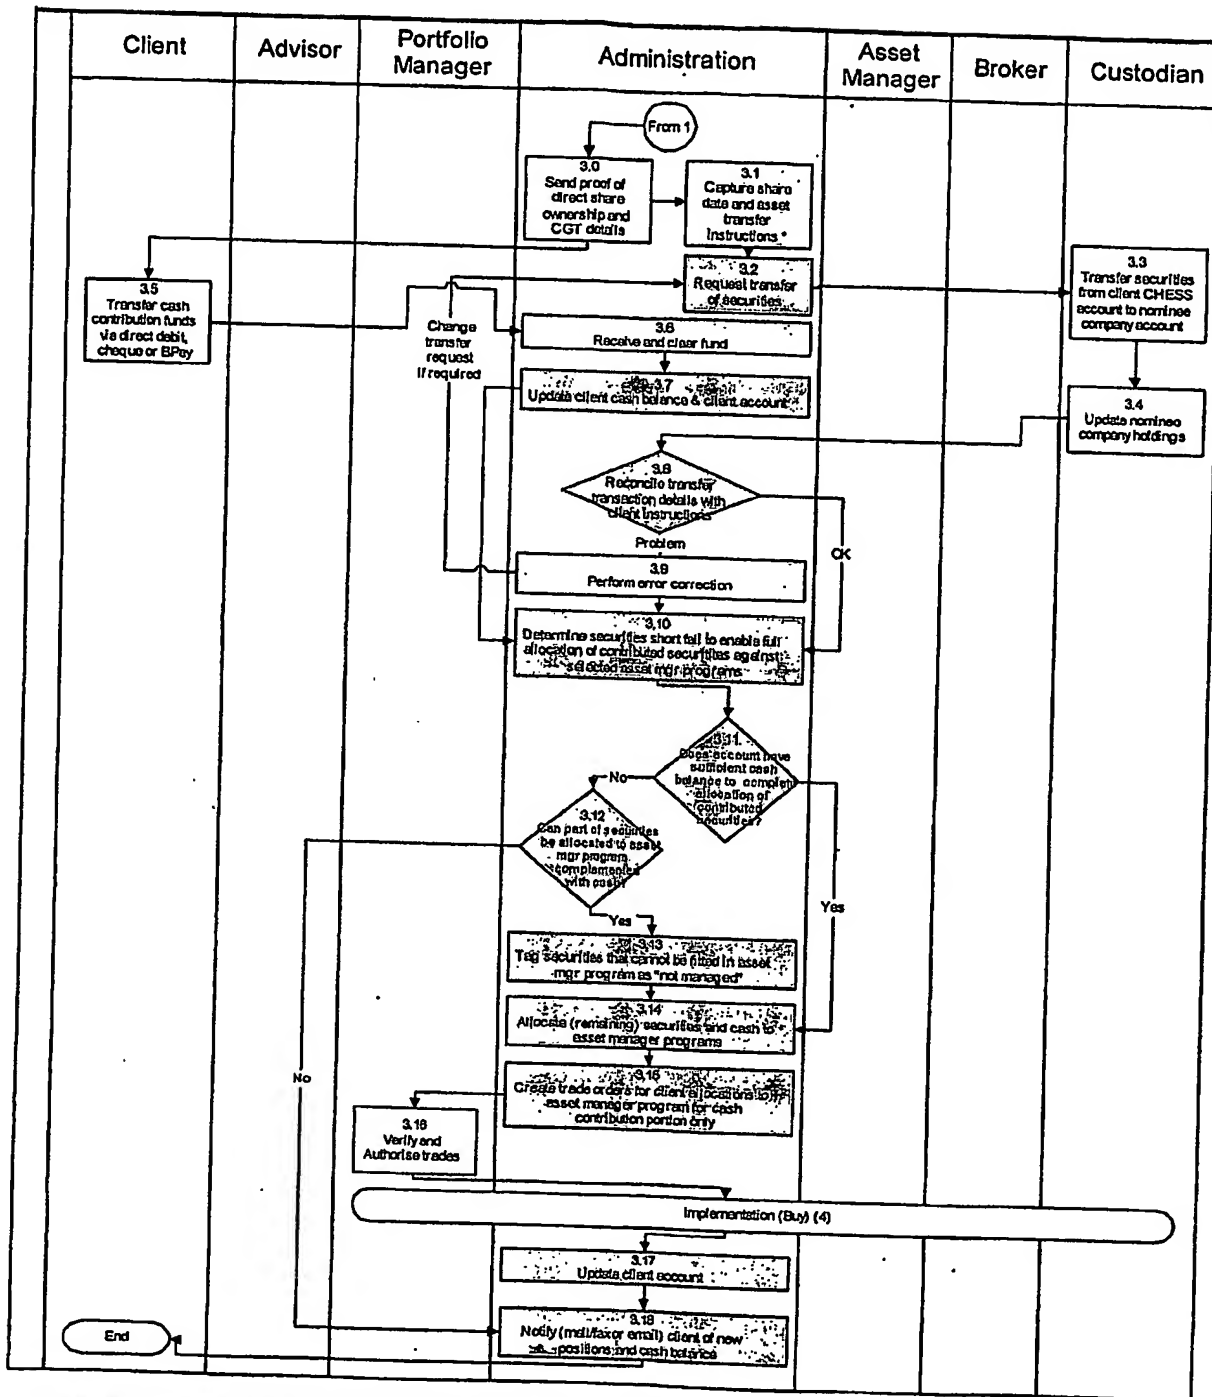 Client
Advisor
Portfolio
Manager
Administration
Asset
Manager
Broker
Custodian
From 1
3.0
Send proof of
direct share
ownership and
CGT details
3.1
Capture share
date and asset
transfer
Instructions *
3.2
Request transfer
of securities
3.3
Transfer securities
from client CHESS
account to nominee
company account
3.5
Transfer cash
contribution funds
via direct debit,
cheque or BPay
Change
transfer
request
if required
3.6
Receive and clear fund
3.7
Update client cash balance & client account
3.4
Update nominee
company holdings
3.8
Reconcile transfer
transaction details with
client instructions
Problem
OK
3.9
Perform error correction
3.10
Determine securities short fall to enable full
allocation of contributed securities against
selected asset mgr programs
3.11
Does account have
sufficient cash
balance to complete
allocation of
contributed
securities?
No
3.12
Can part of securities
be allocated to asset
mgr program
complemented
with cash?
Yes
Yes
3.13
Tag securities that cannot be fitted in asset
mgr program as "not managed"
3.14
Allocate (remaining) securities and cash to
asset manager programs
No
3.15
Create trade orders for client allocations to
asset manager program for cash
contribution portion only
3.16
Verify and
Authorise trades
Implementation (Buy) (4)
3.17
Update client account
3.18
Notify (mail/fax or email) client of new
positions and cash balance
End